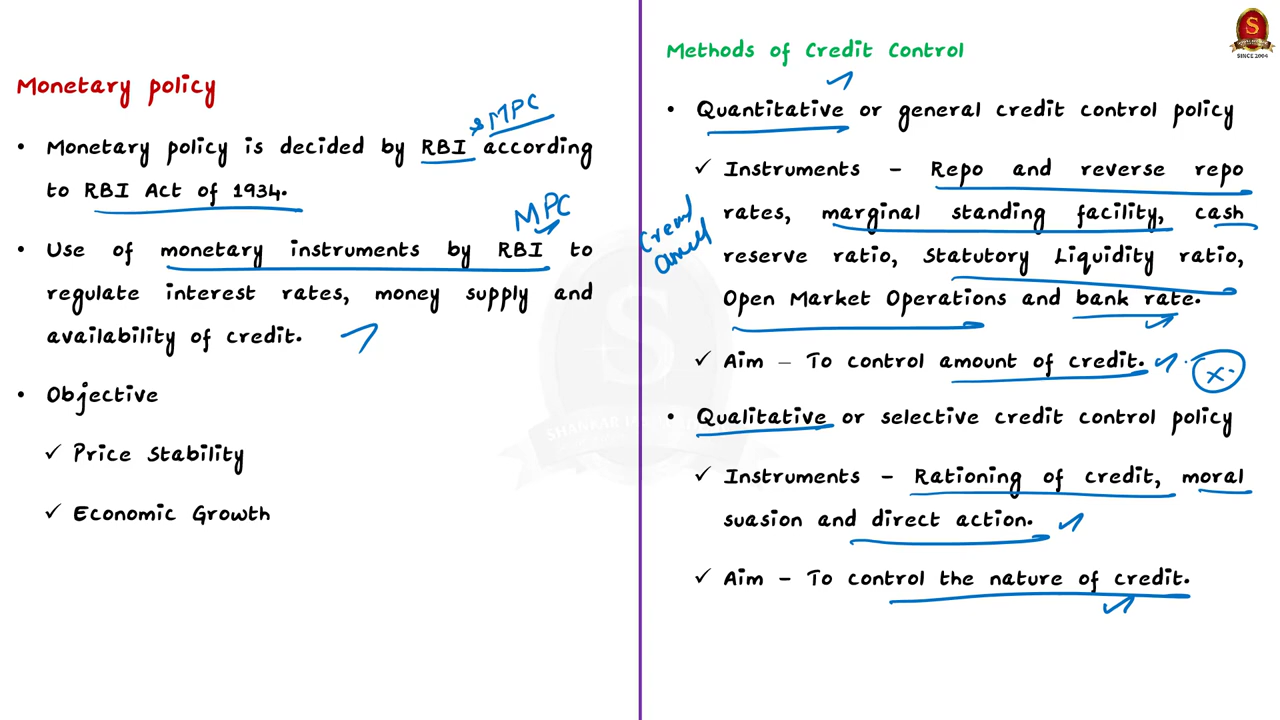 Monetary policy
MPC
• Monetary policy is decided by RBI according
to RBI Act of 1934.
MPC
• Use of monetary instruments by RBI to
regulate interest rates, money supply and
availability of credit.
• Objective
✓ Price Stability
✓ Economic Growth
S
SINCE 2004
Methods of Credit Control
• Quantitative or general credit control policy
✓ Instruments - Repo and reverse repo
rates, marginal standing facility, cash
reserve ratio, Statutory Liquidity ratio,
Open Market Operations and bank rate.
✓ Aim – To control amount of credit.
• Qualitative or selective credit control policy
✓ Instruments - Rationing of credit, moral
suasion and direct action.
✓ Aim - To control the nature of credit.